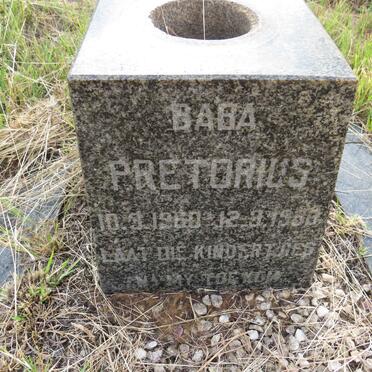 BABA
PRETORIUS
10.3.1960 12.3.1960
LAAT DIE KINDERTJIES
NA MY TOE KOM